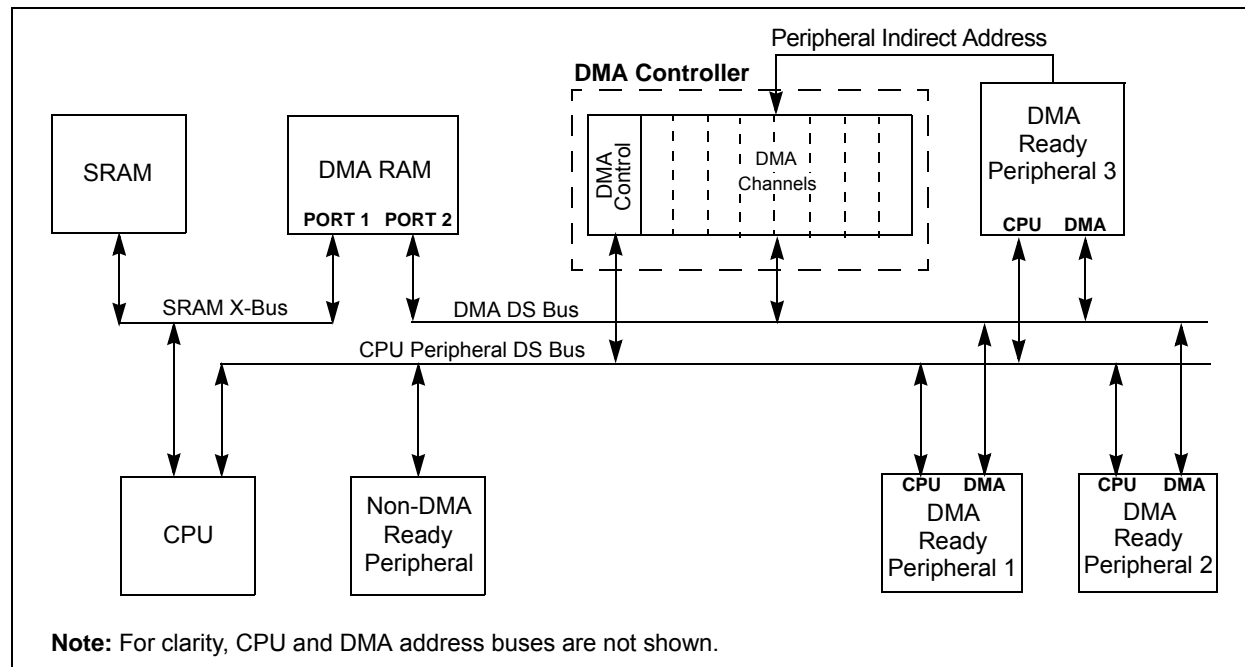 Peripheral Indirect Address
DMA Controller
SRAM
DMA RAM
PORT 1 PORT 2
DMA
Control
DMA
Channels
DMA
Ready
Peripheral 3
CPU DMA
SRAM X-Bus
DMA DS Bus
CPU Peripheral DS Bus
CPU
Non-DMA
Ready
Peripheral
CPU DMA
DMA
Ready
Peripheral 1
CPU DMA
DMA
Ready
Peripheral 2
Note: For clarity, CPU and DMA address buses are not shown.